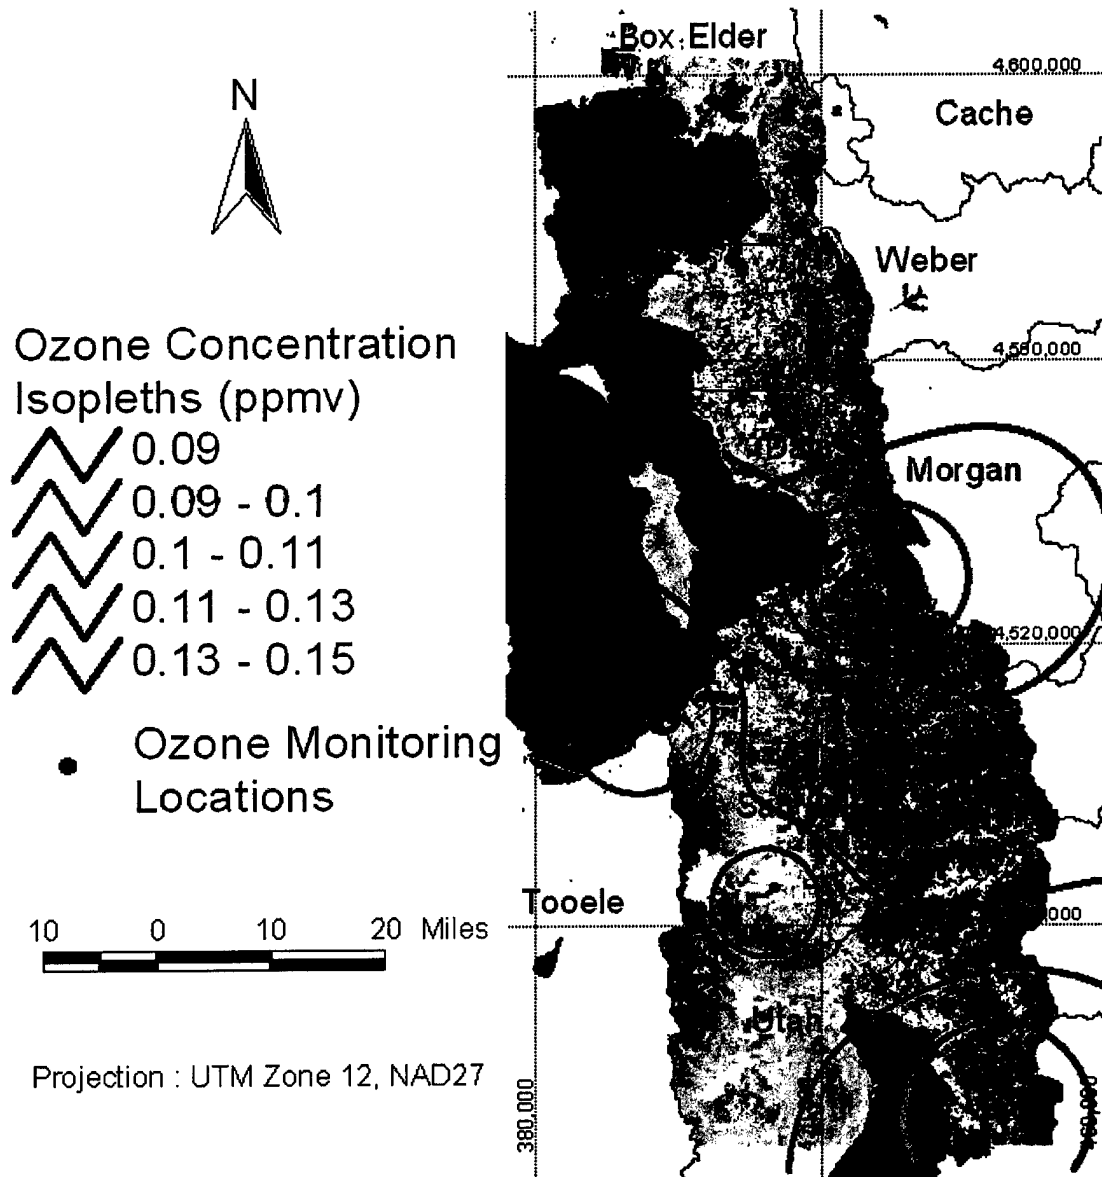 Box Elder
4,600,000
N
Cache
Weber
Ozone Concentration
Isopleths (ppmv)
0.09
0.09 - 0.1
0.1 - 0.11
0.11 - 0.13
0.13 - 0.15
4,560,000
Morgan
4,520,000
Ozone Monitoring
Locations
Tooele
10 0 10 20 Miles
Utah
Projection : UTM Zone 12, NAD27
380,000